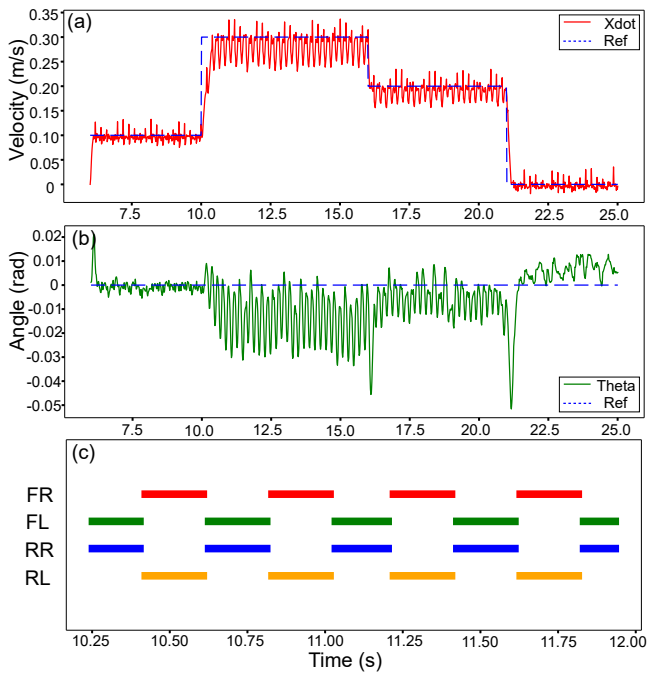 (a)
Xdot
Ref
Velocity (m/s)
0.30
0.25
0.20
0.15
0.10
0.05
0
7.5 10.0 12.5 15.0 17.5 20.0 22.5 25.0
(b)
Angle (rad)
0.02
0.01
0
-0.01
-0.02
-0.03
-0.04
-0.05
Theta
Ref
7.5 10.0 12.5 15.0 17.5 20.0 22.5 25.0
(c)
FR
FL
RR
RL
10.25 10.50 10.75 11.00 11.25 11.50 11.75 12.00
Time (s)